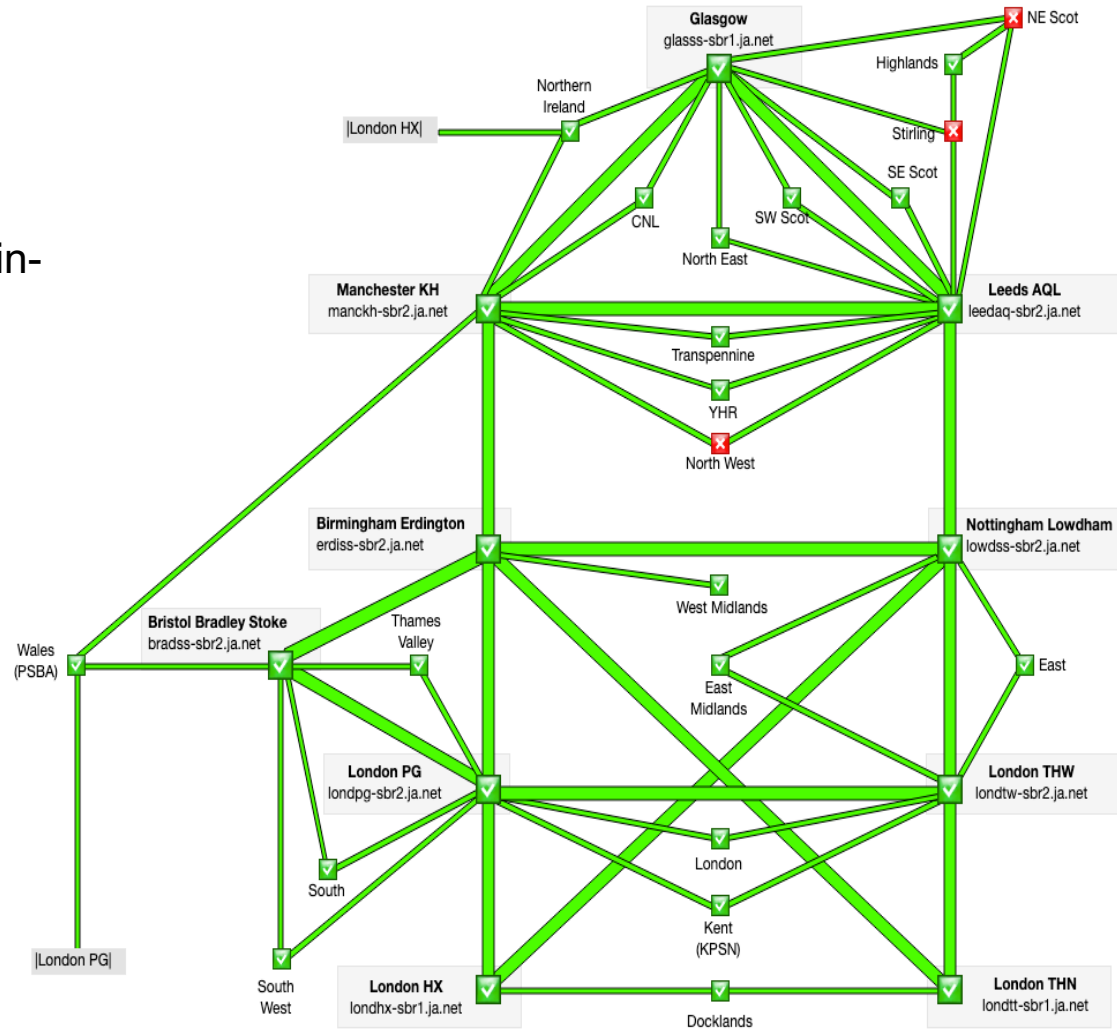 Glasgow
glasss-sbr1.ja.net
NE Scot
Highlands
Northern
Ireland
|London HX|
Stirling
SE Scot
CNL
SW Scot
North East
in-
Manchester KH
manckh-sbr2.ja.net
Leeds AQL
leedaq-sbr2.ja.net
Transpennine
YHR
North West
Birmingham Erdington
erdiss-sbr2.ja.net
Nottingham Lowdham
lowdss-sbr2.ja.net
West Midlands
Bristol Bradley Stoke
bradss-sbr2.ja.net
Thames
Valley
Wales
(PSBA)
East
Midlands
East
London PG
londpg-sbr2.ja.net
London THW
londtw-sbr2.ja.net
London
South
Kent
(KPSN)
|London PG|
South
West
London HX
londhx-sbr1.ja.net
London THN
londtt-sbr1.ja.net
Docklands